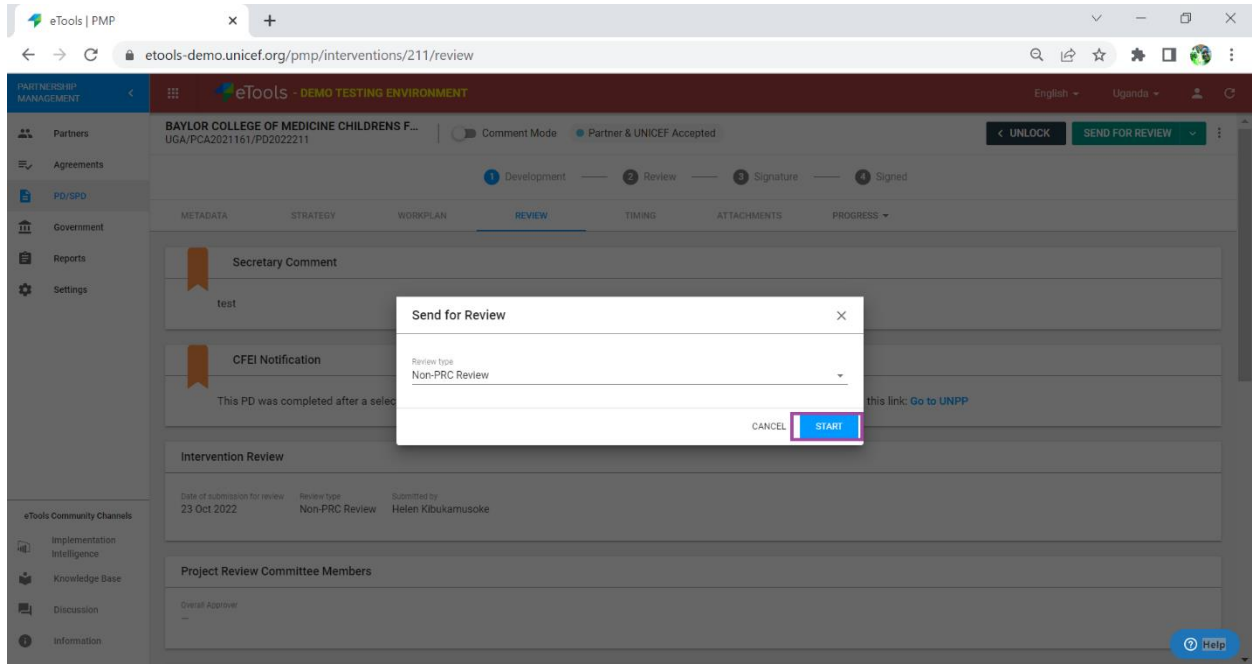 eTools | PMP
etools-demo.unicef.org/pmp/interventions/211/review
PARTNERSHIP
MANAGEMENT
eTools - DEMO TESTING ENVIRONMENT
English
Uganda
Partners
Agreements
PD/SPD
Government
Reports
Settings
eTools Community Channels
Implementation
Intelligence
Knowledge Base
Discussion
Information
BAYLOR COLLEGE OF MEDICINE CHILDRENS F...
UGA/PCA2021161/PD2022211
Comment Mode
Partner & UNICEF Accepted
< UNLOCK
SEND FOR REVIEW
1 Development
2 Review
3 Signature
4 Signed
METADATA STRATEGY WORKPLAN REVIEW TIMING ATTACHMENTS PROGRESS
Secretary Comment
test
CFEI Notification
This PD was completed after a selec
this link: Go to UNPP
Send for Review
Review type
Non-PRC Review
CANCEL START
Intervention Review
Date of submission for review Review type Submitted by
23 Oct 2022 Non-PRC Review Helen Kibukamusoke
Project Review Committee Members
Overall Approver
—
Help